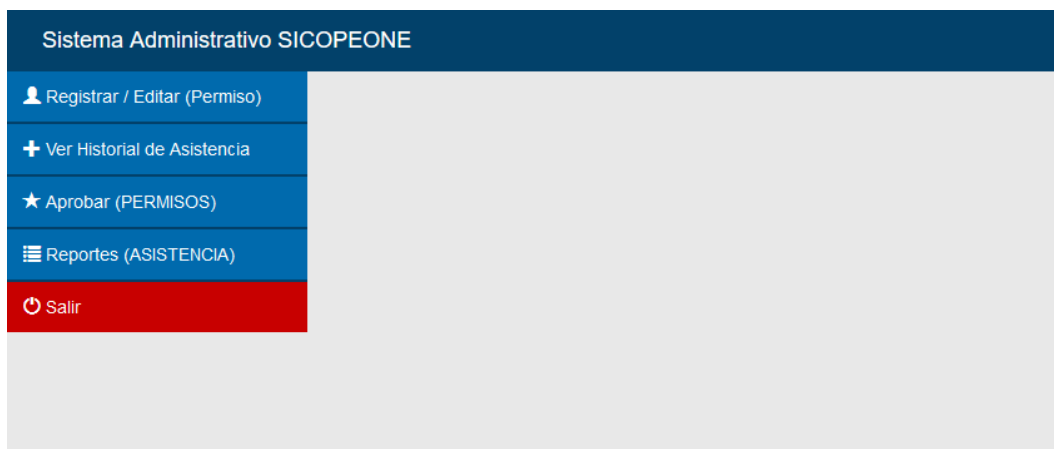 Sistema Administrativo SICOPEONE
Registrar / Editar (Permiso)
Ver Historial de Asistencia
Aprobar (PERMISOS)
Reportes (ASISTENCIA)
Salir